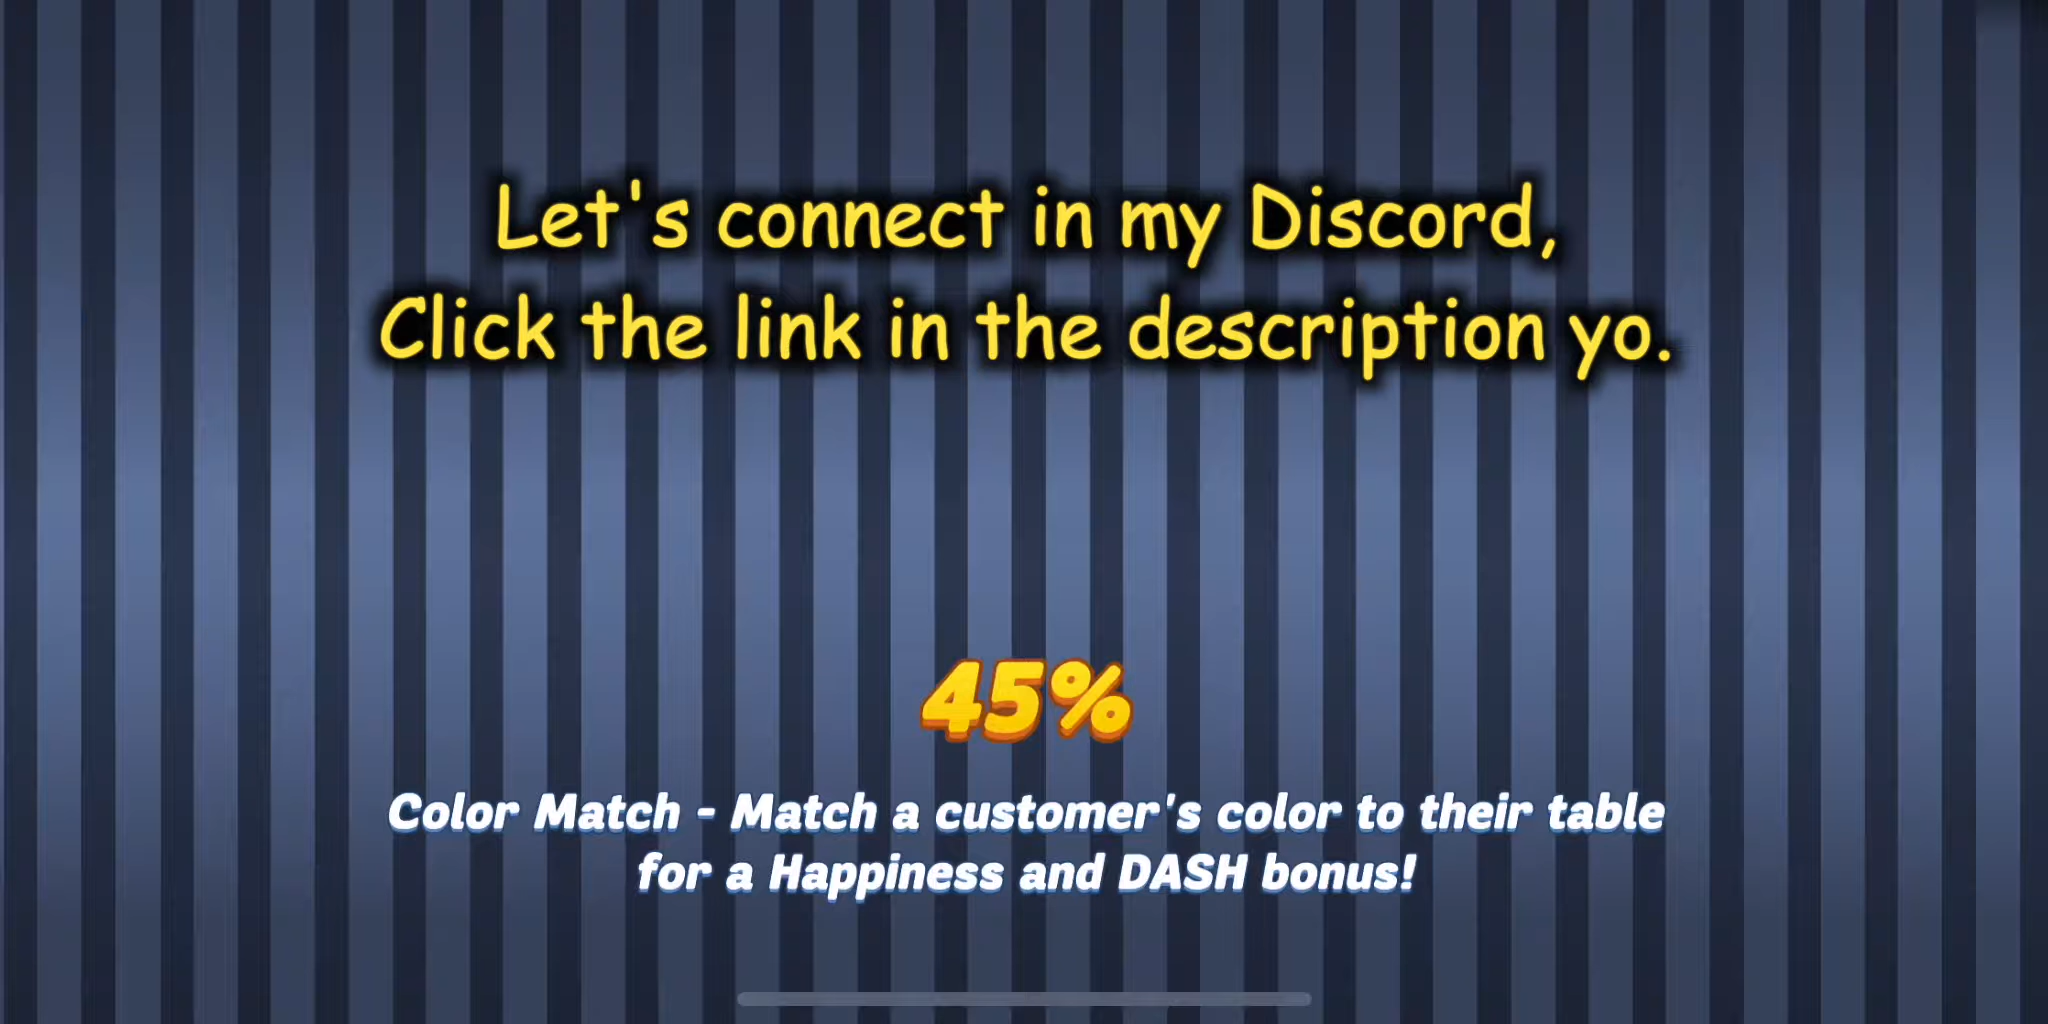 Let's connect in my Discord,
Click the link in the description yo.
45%
Color Match - Match a customer's color to their table
for a Happiness and DASH bonus!